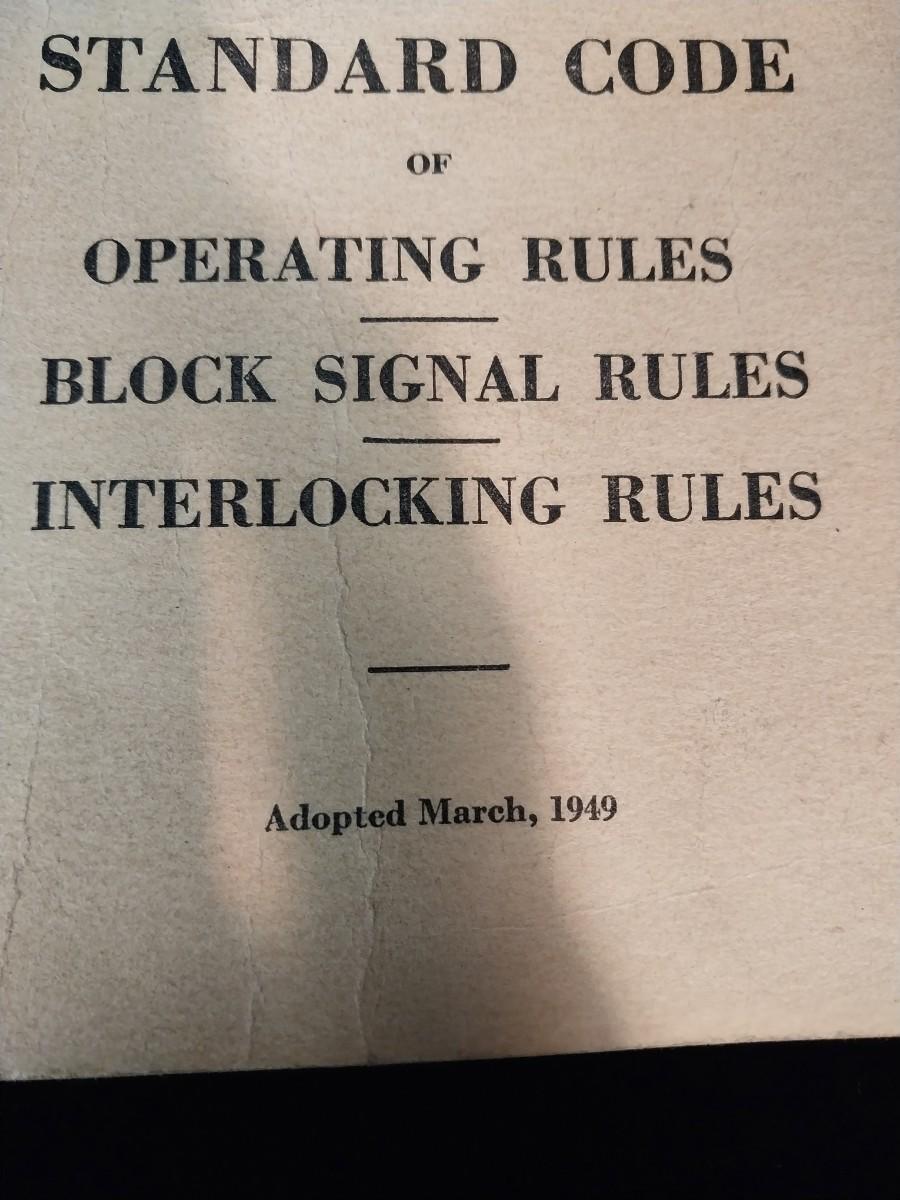 STANDARD CODE
OF
OPERATING RULES
BLOCK SIGNAL RULES
INTERLOCKING RULES
Adopted March, 1949